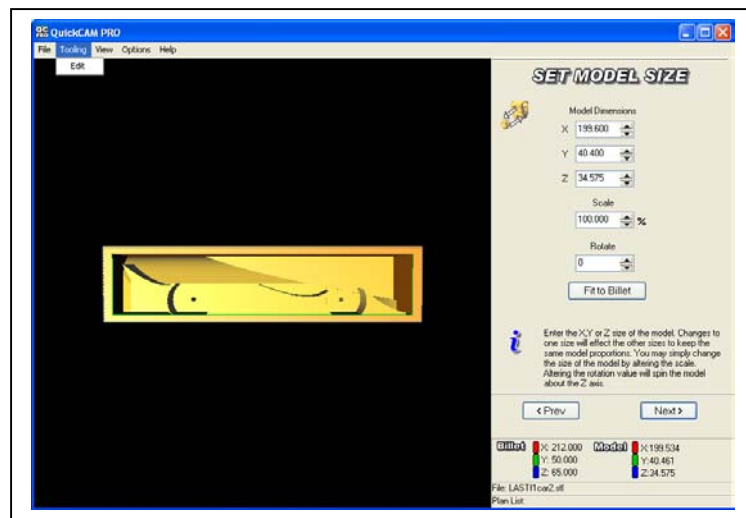 QuickCAM PRO
File Tooling View Options Help
Edit
SET MODEL SIZE
Model Dimensions
X 199.600
Y 40.400
Z 34.575
Scale
100.000 %
Rotate
0
Fit to Billet
Enter the X,Y or Z size of the model. Changes to
one size will effect the other sizes to keep the
same model proportions. You may simply change
the size of the model by altering the scale.
Altering the rotation value will spin the model
about the Z axis.
< Prev Next >
Billet X: 212.000 Model X:199.534
Y: 50.000 Y:40.461
Z: 65.000 Z:34.575
File: LASTf1car2.stl
Plan List: